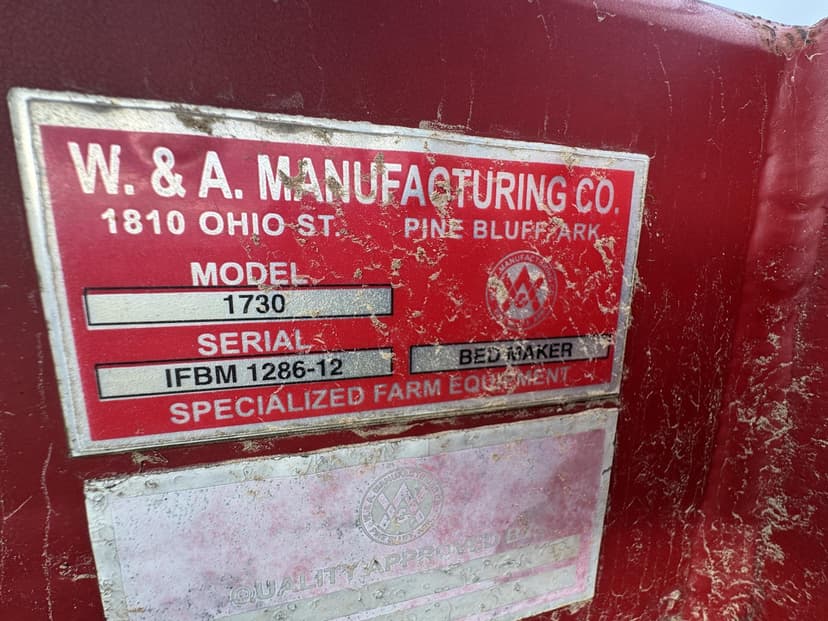 W. & A. MANUFACTURING CO.
1810 OHIO ST. PINE BLUFF, ARK.
MODEL
1730
SERIAL
IFBM 1286-12 BED MAKER
SPECIALIZED FARM EQUIPMENT
QUALITY APPROVED BY